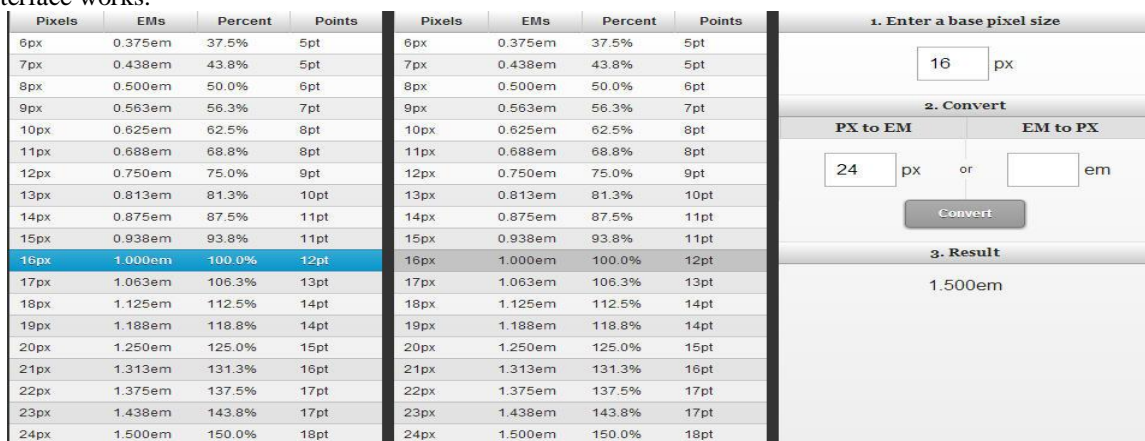 terface works.
Pixels EMs Percent Points Pixels EMs Percent Points 1. Enter a base pixel size
6px 0.375em 37.5% 5pt 6px 0.375em 37.5% 5pt
7px 0.438em 43.8% 5pt 7px 0.438em 43.8% 5pt 16 px
8px 0.500em 50.0% 6pt 8px 0.500em 50.0% 6pt
9px 0.563em 56.3% 7pt 9px 0.563em 56.3% 7pt 2. Convert
10px 0.625em 62.5% 8pt 10px 0.625em 62.5% 8pt PX to EM EM to PX
11px 0.688em 68.8% 8pt 11px 0.688em 68.8% 8pt
12px 0.750em 75.0% 9pt 12px 0.750em 75.0% 9pt 24 px or em
13px 0.813em 81.3% 10pt 13px 0.813em 81.3% 10pt
14px 0.875em 87.5% 11pt 14px 0.875em 87.5% 11pt Convert
15px 0.938em 93.8% 11pt 15px 0.938em 93.8% 11pt
16px 1.000em 100.0% 12pt 16px 1.000em 100.0% 12pt 3. Result
17px 1.063em 106.3% 13pt 17px 1.063em 106.3% 13pt 1.500em
18px 1.125em 112.5% 14pt 18px 1.125em 112.5% 14pt
19px 1.188em 118.8% 14pt 19px 1.188em 118.8% 14pt
20px 1.250em 125.0% 15pt 20px 1.250em 125.0% 15pt
21px 1.313em 131.3% 16pt 21px 1.313em 131.3% 16pt
22px 1.375em 137.5% 17pt 22px 1.375em 137.5% 17pt
23px 1.438em 143.8% 17pt 23px 1.438em 143.8% 17pt
24px 1.500em 150.0% 18pt 24px 1.500em 150.0% 18pt